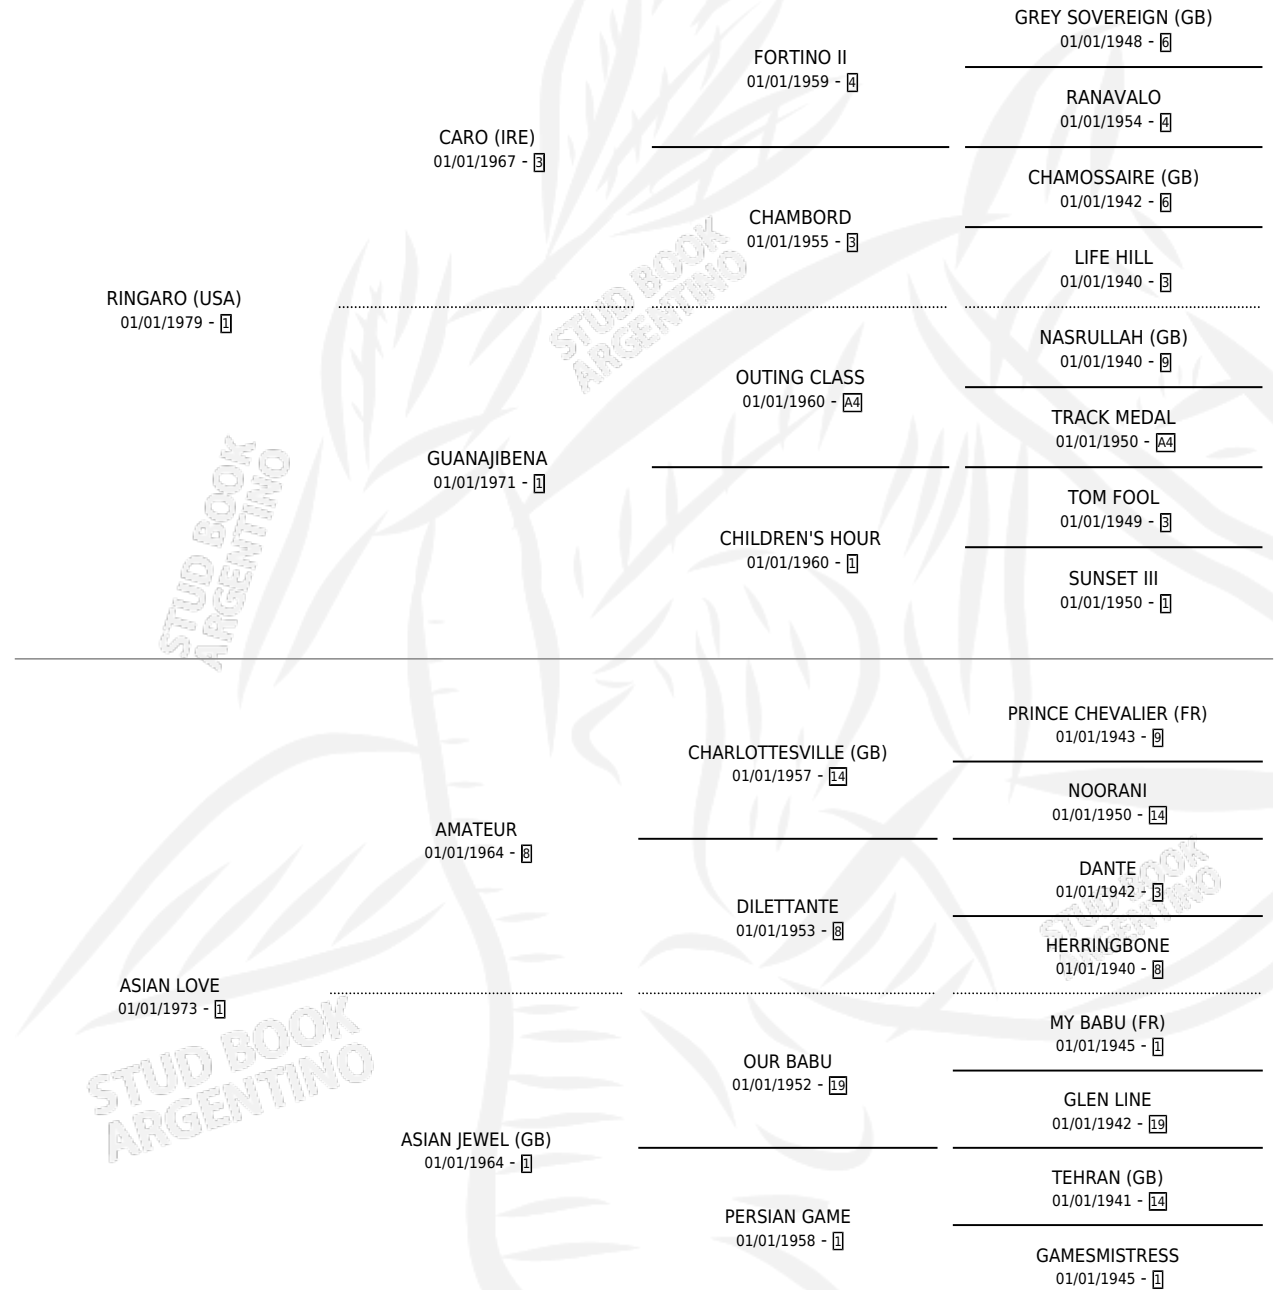 GREY SOVEREIGN (GB)
01/01/1948 - 6
FORTINO II
01/01/1959 - 4
RANAVALO
01/01/1954 - 4
CARO (IRE)
01/01/1967 - 3
CHAMOSSAIRE (GB)
01/01/1942 - 6
CHAMBORD
01/01/1955 - 3
LIFE HILL
01/01/1940 - 3
RINGARO (USA)
01/01/1979 - 1
NASRULLAH (GB)
01/01/1940 - 9
OUTING CLASS
01/01/1960 - A4
TRACK MEDAL
01/01/1950 - A4
GUANAJIBENA
01/01/1971 - 1
TOM FOOL
01/01/1949 - 3
CHILDREN'S HOUR
01/01/1960 - 1
SUNSET III
01/01/1950 - 1
PRINCE CHEVALIER (FR)
01/01/1943 - 9
CHARLOTTESVILLE (GB)
01/01/1957 - 14
NOORANI
01/01/1950 - 14
AMATEUR
01/01/1964 - 8
DANTE
01/01/1942 - 3
DILETTANTE
01/01/1953 - 8
HERRINGBONE
01/01/1940 - 8
ASIAN LOVE
01/01/1973 - 1
MY BABU (FR)
01/01/1945 - 1
OUR BABU
01/01/1952 - 19
GLEN LINE
01/01/1942 - 19
ASIAN JEWEL (GB)
01/01/1964 - 1
TEHRAN (GB)
01/01/1941 - 14
PERSIAN GAME
01/01/1958 - 1
GAMESMISTRESS
01/01/1945 - 1
STUD BOOK
ARGENTINO
STUD BOOK
ARGENTINO
STUD BOOK
ARGENTINO
STUD BOOK
ARGENTINO